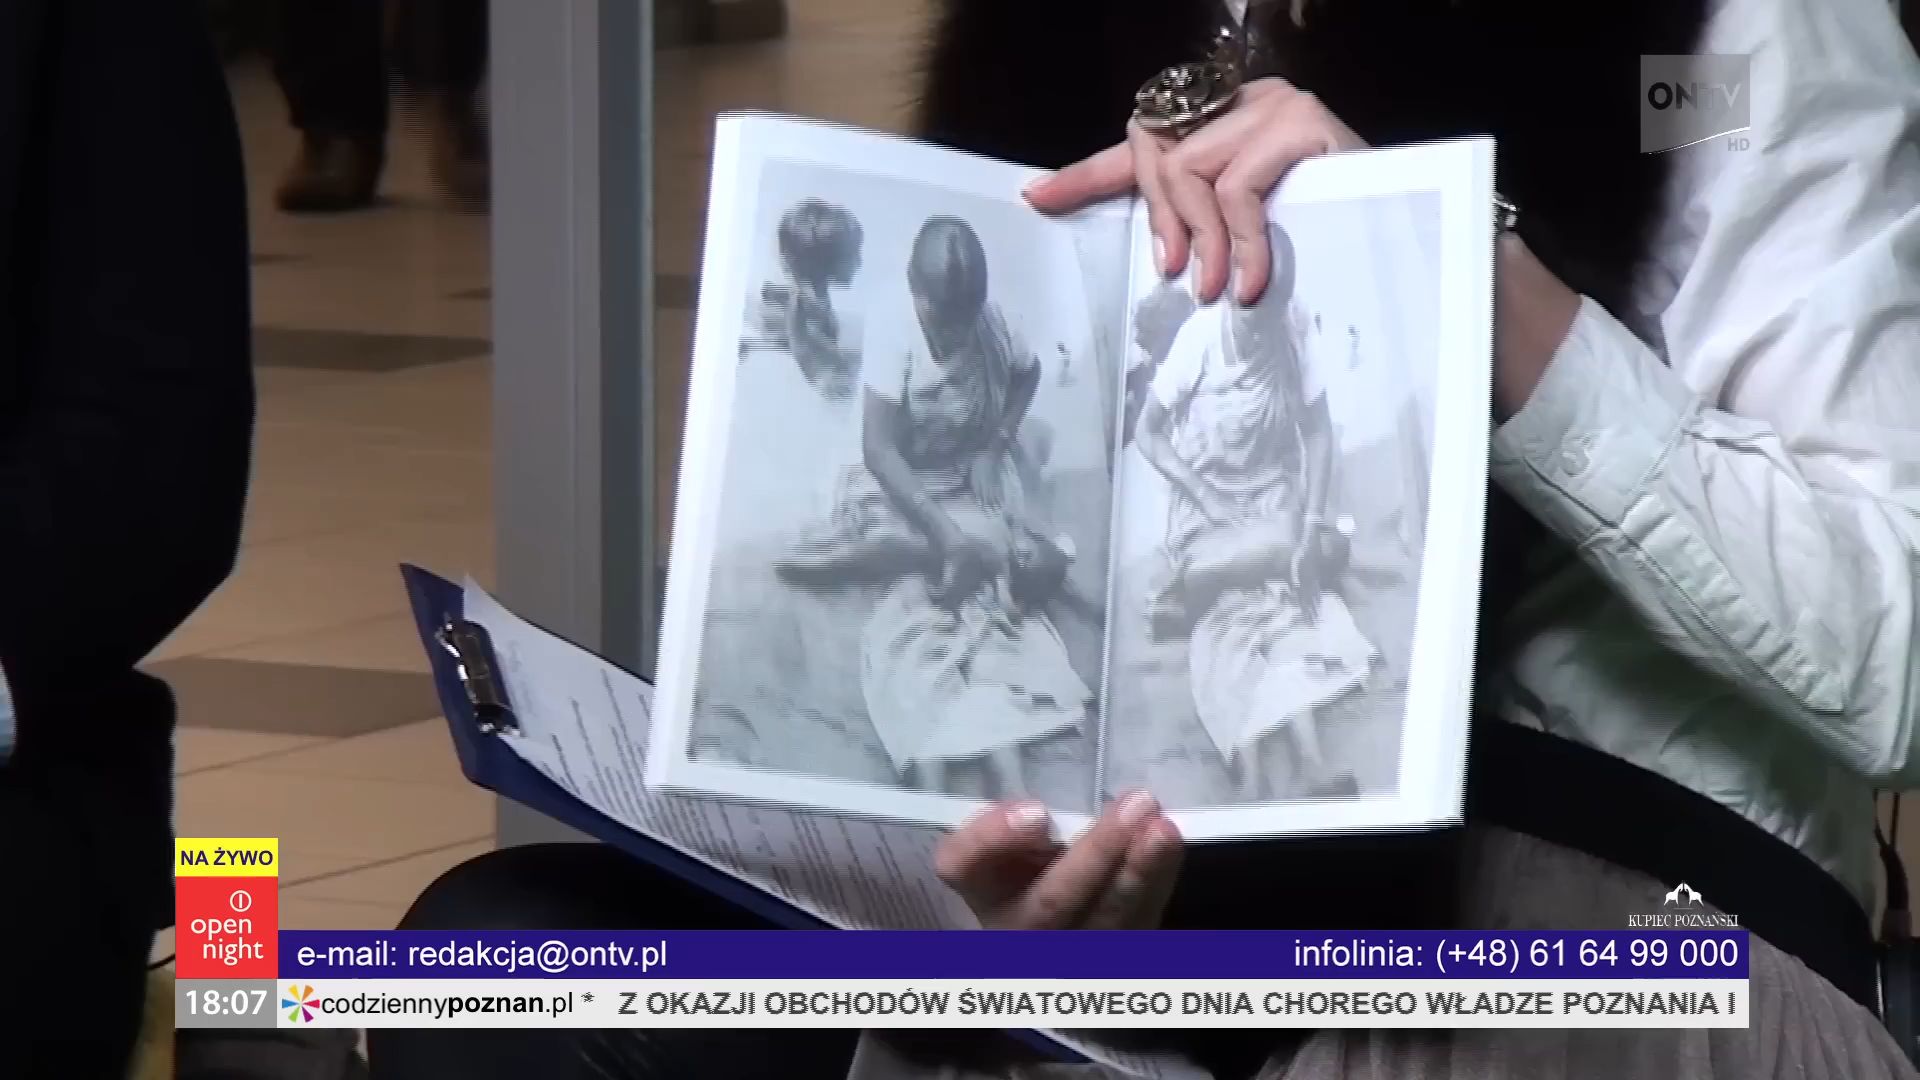 ONTV
HD
NA ŻYWO
open
night
KUPIEC POZNAŃSKI
e-mail: redakcja@ontv.pl
infolinia: (+48) 61 64 99 000
18:07
codziennypoznan.pl * Z OKAZJI OBCHODÓW ŚWIATOWEGO DNIA CHOREGO WŁADZE POZNANIA I